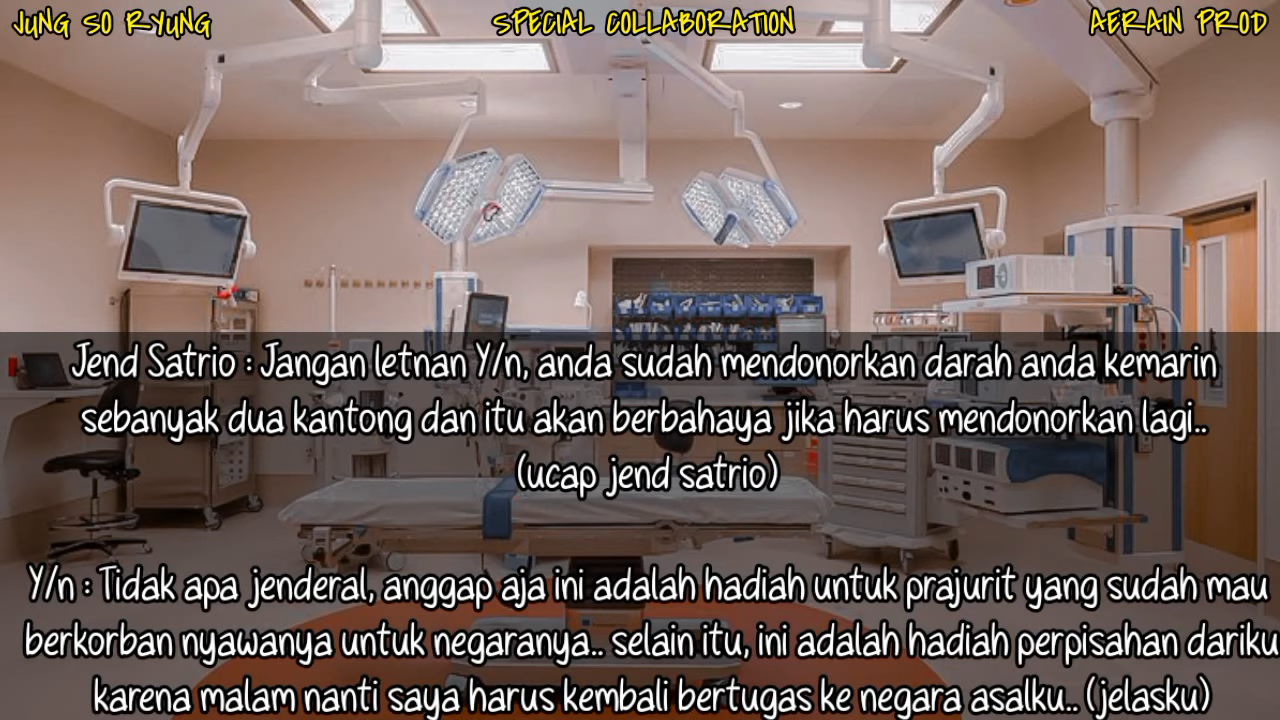 JUNG SO RYUNG
SPECIAL COLLABORATION
AERAIN PROD
Jend Satrio : Jangan letnan Y/n, anda sudah mendonorkan darah anda kemarin
sebanyak dua kantong dan itu akan berbahaya jika harus mendonorkan lagi..
(ucap jend satrio)
Y/n : Tidak apa jenderal, anggap aja ini adalah hadiah untuk prajurit yang sudah mau
berkorban nyawanya untuk negaranya.. selain itu, ini adalah hadiah perpisahan dariku
karena malam nanti saya harus kembali bertugas ke negara asalku.. (jelasku)